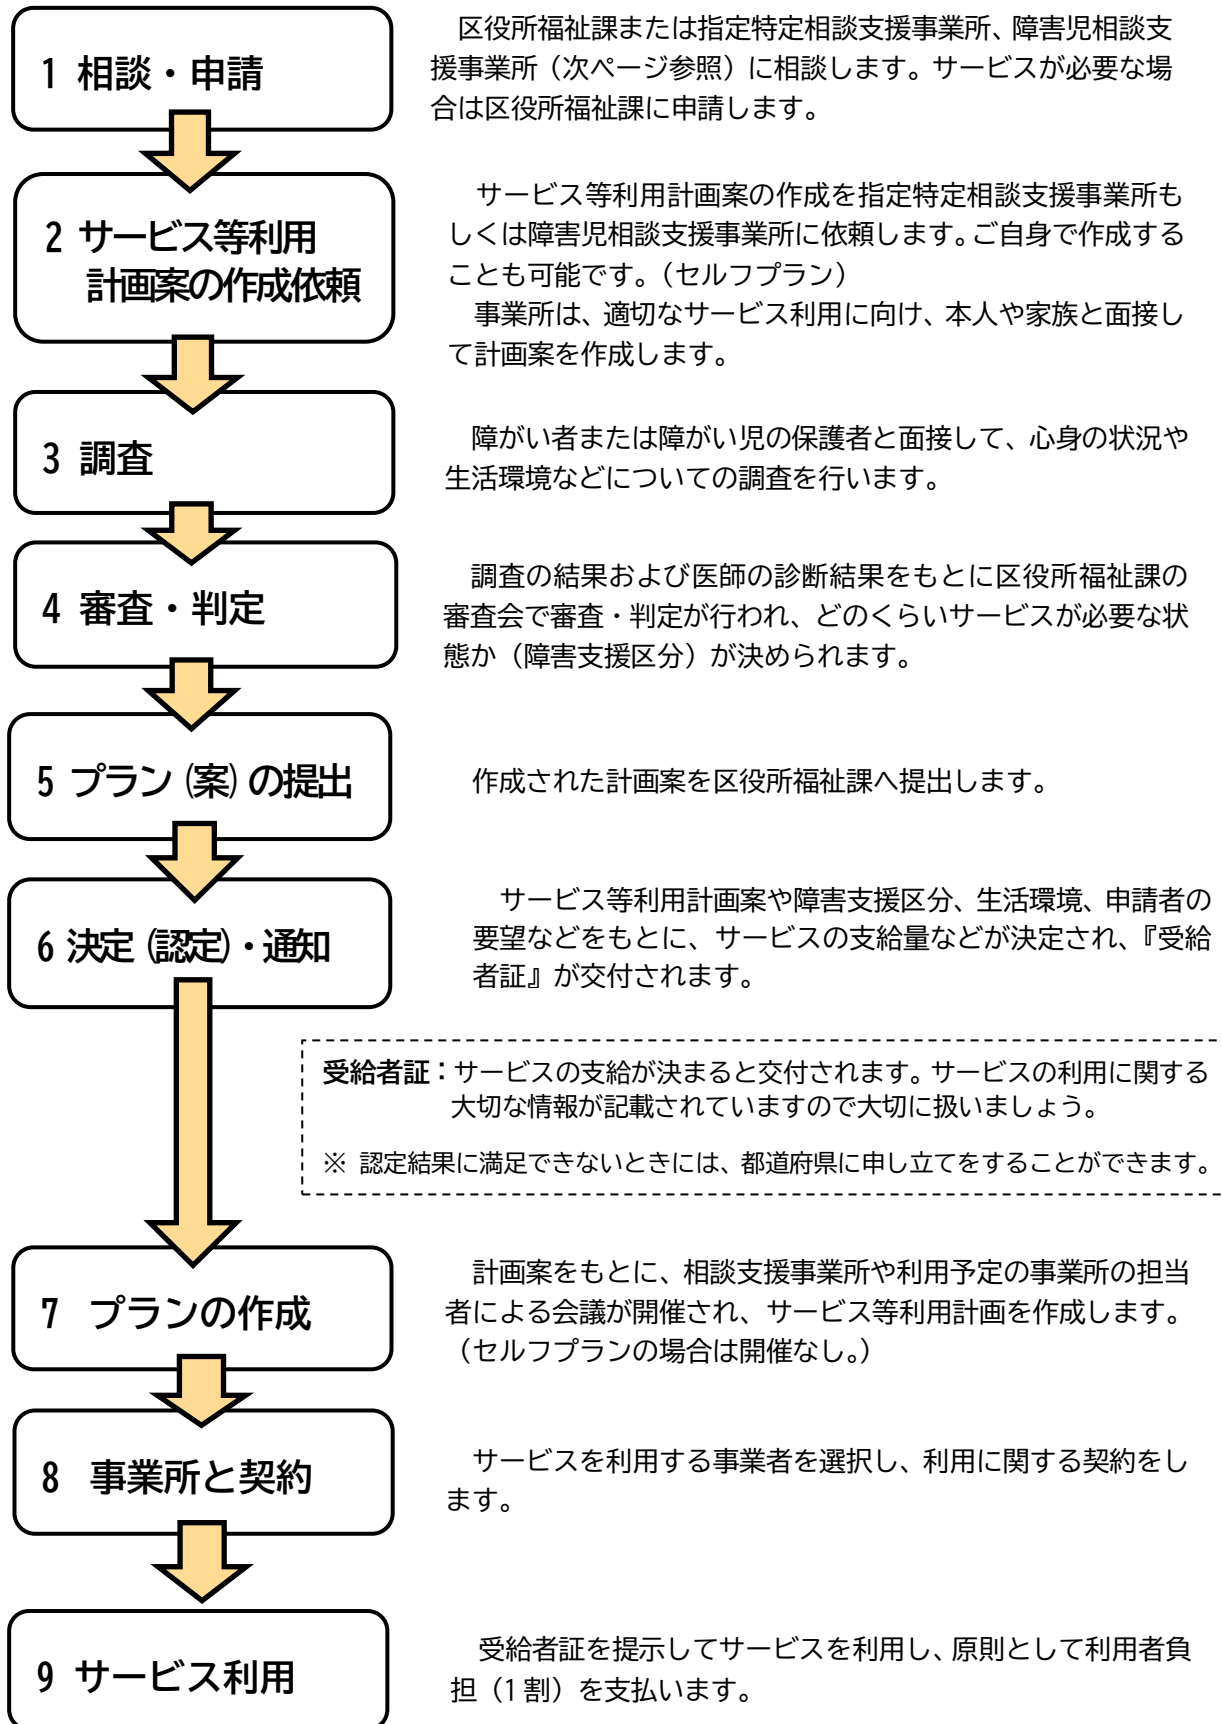 1 相談・申請
区役所福祉課または指定特定相談支援事業所、障害児相談支
援事業所（次ページ参照）に相談します。サービスが必要な場
合は区役所福祉課に申請します。
2 サービス等利用
計画案の作成依頼
サービス等利用計画案の作成を指定特定相談支援事業所も
しくは障害児相談支援事業所に依頼します。ご自身で作成する
ことも可能です。（セルフプラン）
事業所は、適切なサービス利用に向け、本人や家族と面接し
て計画案を作成します。
3 調査
障がい者または障がい児の保護者と面接して、心身の状況や
生活環境などについての調査を行います。
4 審査・判定
調査の結果および医師の診断結果をもとに区役所福祉課の
審査会で審査・判定が行われ、どのくらいサービスが必要な状
態か（障害支援区分）が決められます。
5 プラン（案）の提出
作成された計画案を区役所福祉課へ提出します。
6 決定（認定）・通知
サービス等利用計画案や障害支援区分、生活環境、申請者の
要望などをもとに、サービスの支給量などが決定され、『受給
者証』が交付されます。
受給者証：サービスの支給が決まると交付されます。サービスの利用に関する
大切な情報が記載されていますので大切に扱いましょう。
※ 認定結果に満足できないときには、都道府県に申し立てをすることができます。
7 プランの作成
計画案をもとに、相談支援事業所や利用予定の事業所の担当
者による会議が開催され、サービス等利用計画を作成します。
（セルフプランの場合は開催なし。）
8 事業所と契約
サービスを利用する事業者を選択し、利用に関する契約をし
ます。
9 サービス利用
受給者証を提示してサービスを利用し、原則として利用者負
担（1割）を支払います。